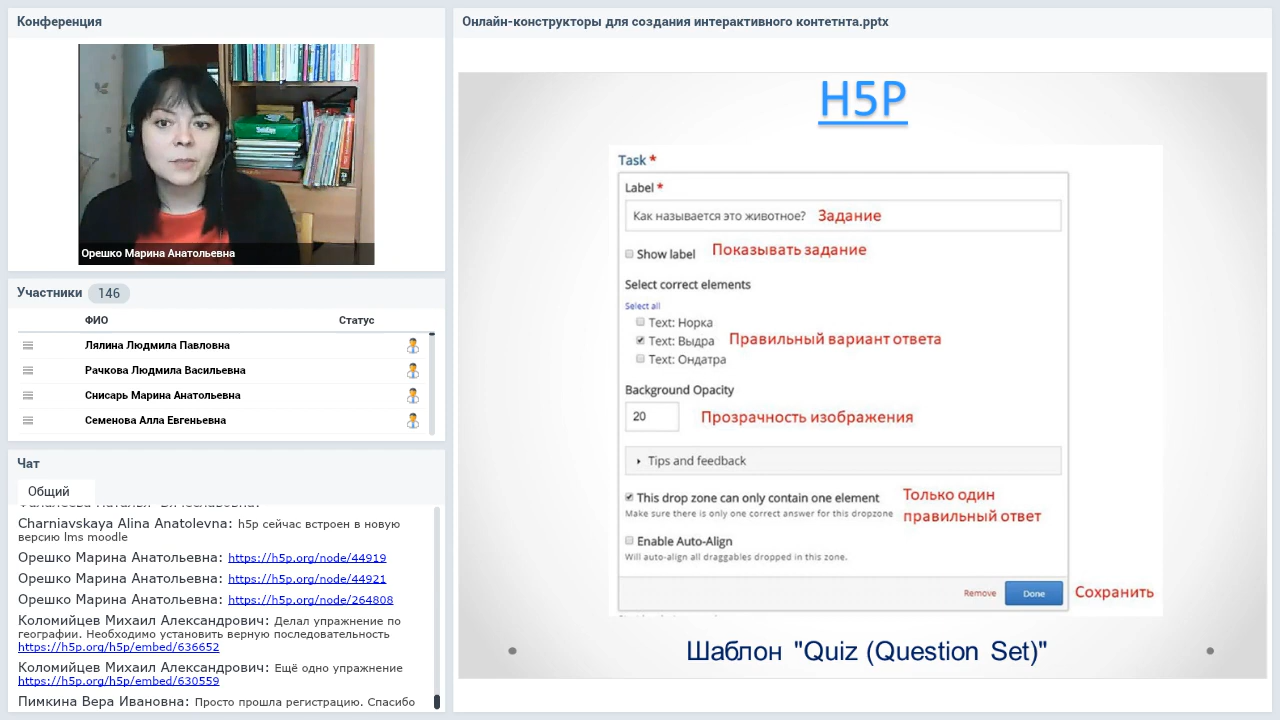 Конференция
Орешко Марина Анатольевна
Участники 146
ФИО Статус
Лялина Людмила Павловна
Рачкова Людмила Васильевна
Снисарь Марина Анатольевна
Семенова Алла Евгеньевна
Чат
Общий
Charniavskaya Alina Anatolevna: h5p сейчас встроен в новую
версию lms moodle
Орешко Марина Анатольевна: https://h5p.org/node/44919
Орешко Марина Анатольевна: https://h5p.org/node/44921
Орешко Марина Анатольевна: https://h5p.org/node/264808
Коломийцев Михаил Александрович: Делал упражнение по
географии. Необходимо установить верную последовательность
https://h5p.org/h5p/embed/636652
Коломийцев Михаил Александрович: Ещё одно упражнение
https://h5p.org/h5p/embed/630559
Пимкина Вера Ивановна: Просто прошла регистрацию. Спасибо
Онлайн-конструкторы для создания интерактивного контетнта.pptx
H5P
Task *
Label *
Как называется это животное? Задание
Show label Показывать задание
Select correct elements
Select all
Text: Норка
Text: Выдра Правильный вариант ответа
Text: Ондатра
Background Opacity
20 Прозрачность изображения
Tips and feedback
This drop zone can only contain one element Только один
Make sure there is only one correct answer for this dropzone правильный ответ
Enable Auto-Align
Will auto-align all draggables dropped in this zone.
Remove Done Сохранить
Шаблон "Quiz (Question Set)"